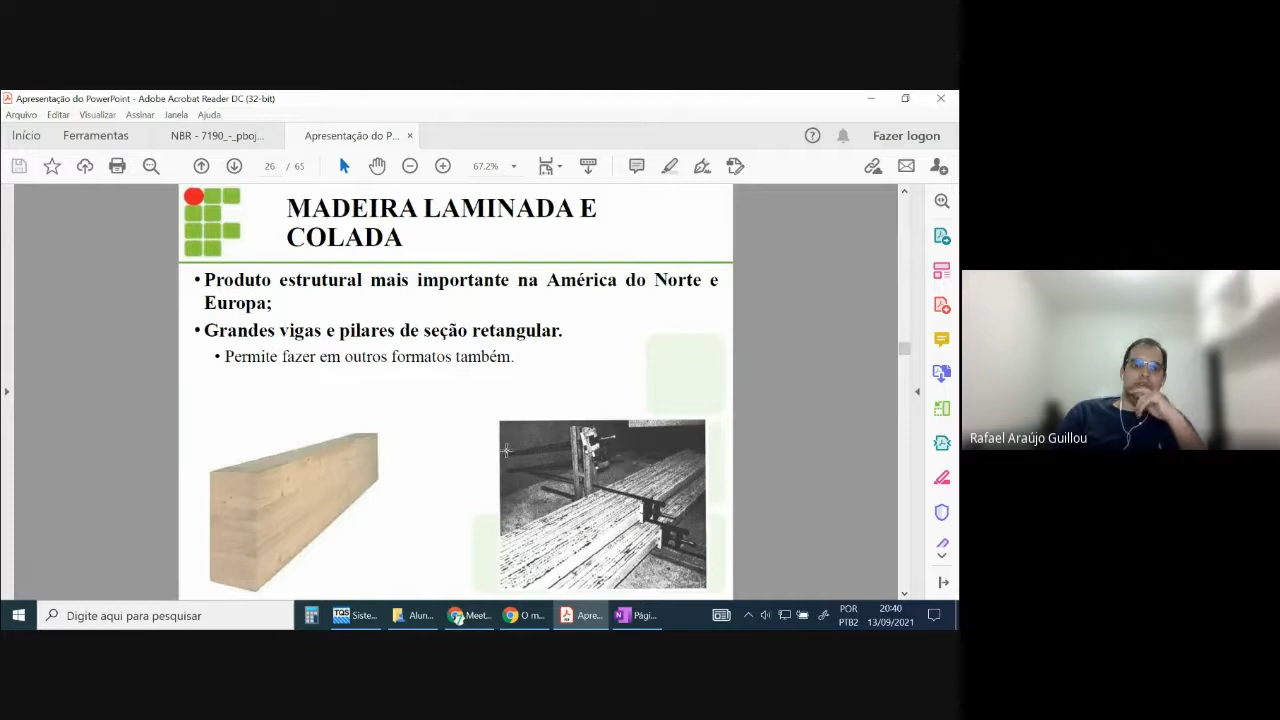 Apresentação do PowerPoint - Adobe Acrobat Reader DC (32-bit)
Arquivo Editar Visualizar Assinar Janela Ajuda
Início Ferramentas NBR - 7190_-_pboj... Apresentação do P... × Fazer logon
26 / 65 67.2%
MADEIRA LAMINADA E
COLADA
• Produto estrutural mais importante na América do Norte e
Europa;
• Grandes vigas e pilares de seção retangular.
• Permite fazer em outros formatos também.
Rafael Araújo Guillou
Digite aqui para pesquisar
TQS Siste... Alun... Meet... O m... Apre... Pági...
POR 20:40
PTB2 13/09/2021